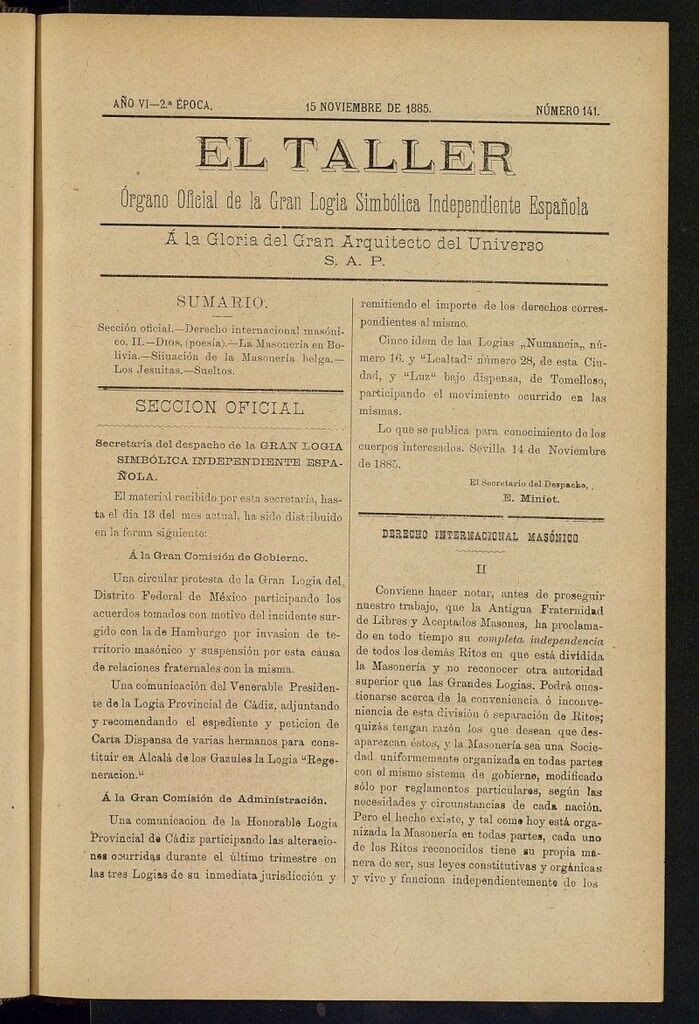 AÑO VI—2.ª ÉPOCA.
15 NOVIEMBRE DE 1885.
NÚMERO 141.
EL TALLER
Órgano Oficial de la Gran Logia Simbólica Independiente Española
Á la Gloria del Gran Arquitecto del Universo
S. A. P.
SUMARIO.
Sección oficial.—Derecho internacional masóni-
co, II.—Dios, (poesía).—La Masonería en Bo-
livia.—Situación de la Masonería belga.—
Los Jesuitas.—Sueltos.
SECCION OFICIAL
Secretaría del despacho de la GRAN LOGIA
SIMBÓLICA INDEPENDIENTE ESPA-
ÑOLA.
El material recibido por esta secretaría, has-
ta el dia 13 del mes actual, ha sido distribuido
en la forma siguiente:
Á la Gran Comisión de Gobierno.
Una circular protesta de la Gran Logia del
Distrito Federal de México participando los
acuerdos tomados con motivo del incidente sur-
gido con la de Hamburgo por invasion de te-
rritorio masónico y suspensión por esta causa
de relaciones fraternales con la misma.
Una comunicación del Venerable Presiden-
te de la Logia Provincial de Cádiz, adjuntando
y recomendando el espediente y peticion de
Carta Dispensa de varias hermanos para cons-
tituir en Alcalá de los Gazules la Logia "Rege-
neracion."
Á la Gran Comisión de Administración.
Una comunicacion de la Honorable Logia
Provincial de Cádiz participando las alteracio-
nes ocurridas durante el último trimestre en
las tres Logias de su inmediata jurisdicción y
remitiendo el importe de los derechos corres-
pondientes al mismo.
Cinco idem de las Logias „Numancia„ nú-
mero 16. y "Lealtad" número 28, de esta Ciu-
dad, y "Luz" bajo dispensa, de Tomelloso,
participando el movimiento ocurrido en las
mismas.
Lo que se publica para conocimiento de los
cuerpos interesados. Sevilla 14 de Noviembre
de 1885.
El Secretario del Despacho,
E. Miniet.
DERECHO INTERNACIONAL MASÓNICO
II
Conviene hacer notar, antes de proseguir
nuestro trabajo, que la Antigua Fraternidad
de Libres y Aceptados Masones, ha proclama-
do en todo tiempo su completa independencia
de todos los demás Ritos en que está dividida
la Masonería y no reconocer otra autoridad
superior que las Grandes Logias. Podrá cues-
tionarse acerca de la conveniencia ó inconve-
niencia de esta división ó separación de Ritos;
quizás tengan razón los que desean que des-
aparezcan éstos, y la Masonería sea una Socie-
dad uniformemente organizada en todas partes
con el mismo sistema de gobierne, modificado
sólo por reglamentos particulares, según las
necesidades y circunstancias de cada nación.
Pero el hecho existe, y tal como hoy está or-
ganizada la Masonería en todas partes, cada uno
de los Ritos reconocidos tiene su propia ma-
nera de ser, sus leyes constitutivas y orgánicas
y vive y funciona independientemente de los